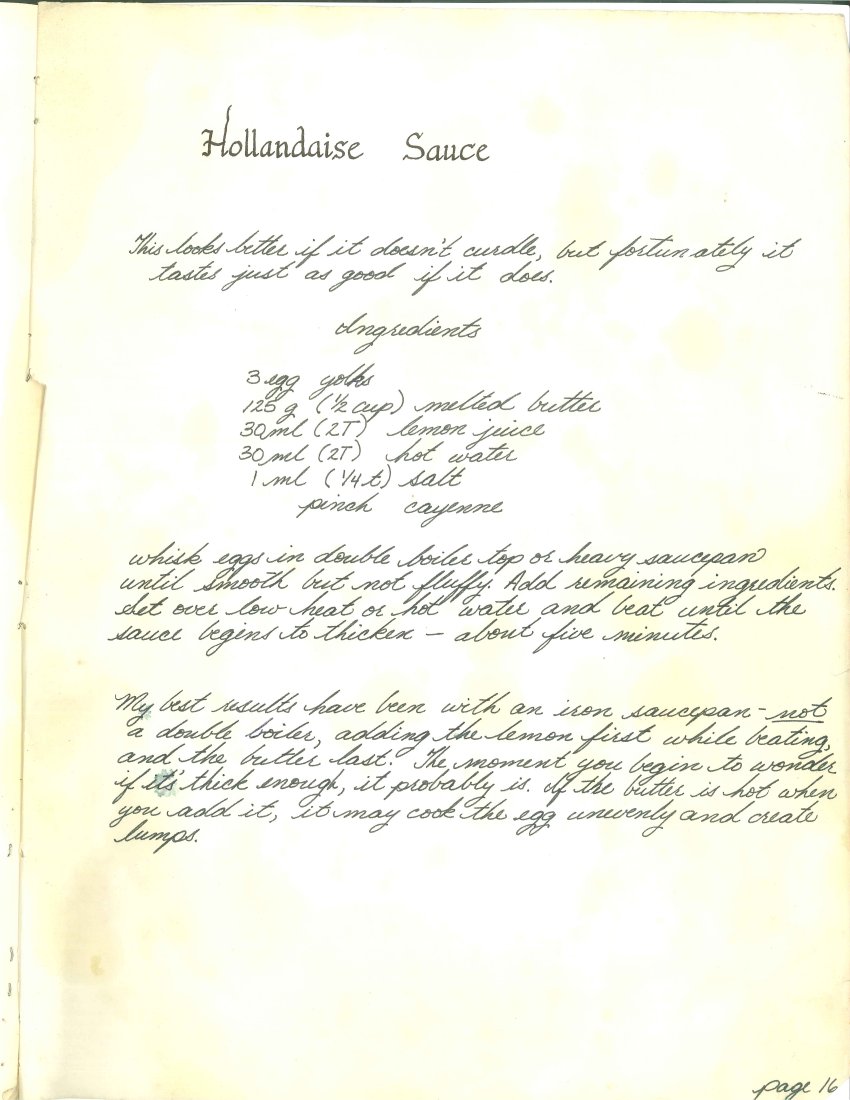 Hollandaise Sauce
This looks better if it doesn't curdle, but fortunately it
tastes just as good if it does.
Ingredients
3 egg yolks
125 g (1/2 cup) melted butter
30 ml (2T) lemon juice
30 ml (2T) hot water
1 ml (1/4 t) salt
pinch cayenne
whisk eggs in double boiler top or heavy saucepan
until smooth but not fluffy. Add remaining ingredients.
Set over low heat or hot water and beat until the
sauce begins to thicken — about five minutes.
My best results have been with an iron saucepan - not
a double boiler, adding the lemon first while beating,
and the butter last. The moment you begin to wonder
if its' thick enough, it probably is. If the butter is hot when
you add it, it may cook the egg unevenly and create
lumps.
page 16